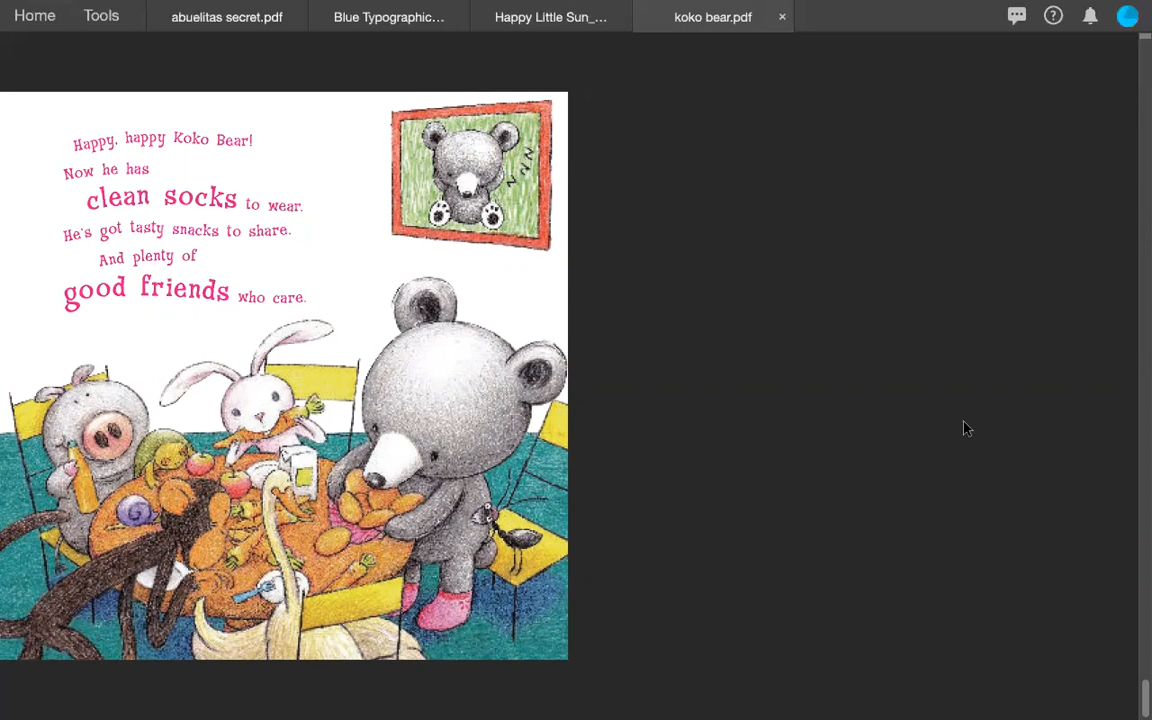 Home Tools abuelitas secret.pdf Blue Typographic... Happy Little Sun_... koko bear.pdf ×
Happy, happy Koko Bear!
Now he has
clean socks to wear.
He's got tasty snacks to share.
And plenty of
good friends who care.
Z Z Z